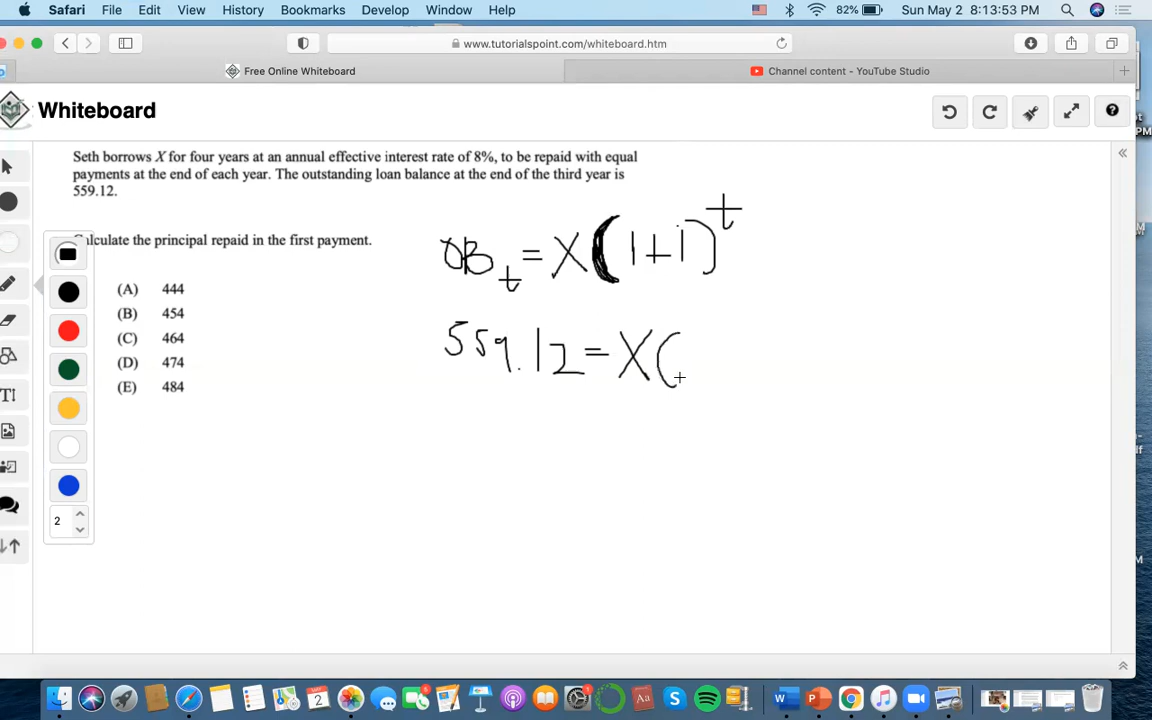 Safari File Edit View History Bookmarks Develop Window Help 82% Sun May 2 8:13:53 PM
www.tutorialspoint.com/whiteboard.htm
Free Online Whiteboard
Channel content - YouTube Studio
Whiteboard
Seth borrows X for four years at an annual effective interest rate of 8%, to be repaid with equal
payments at the end of each year. The outstanding loan balance at the end of the third year is
559.12.
Calculate the principal repaid in the first payment.
(A) 444
(B) 454
(C) 464
(D) 474
(E) 484
OB_t = X(1+i)^t
559.12 = X(
TI
2